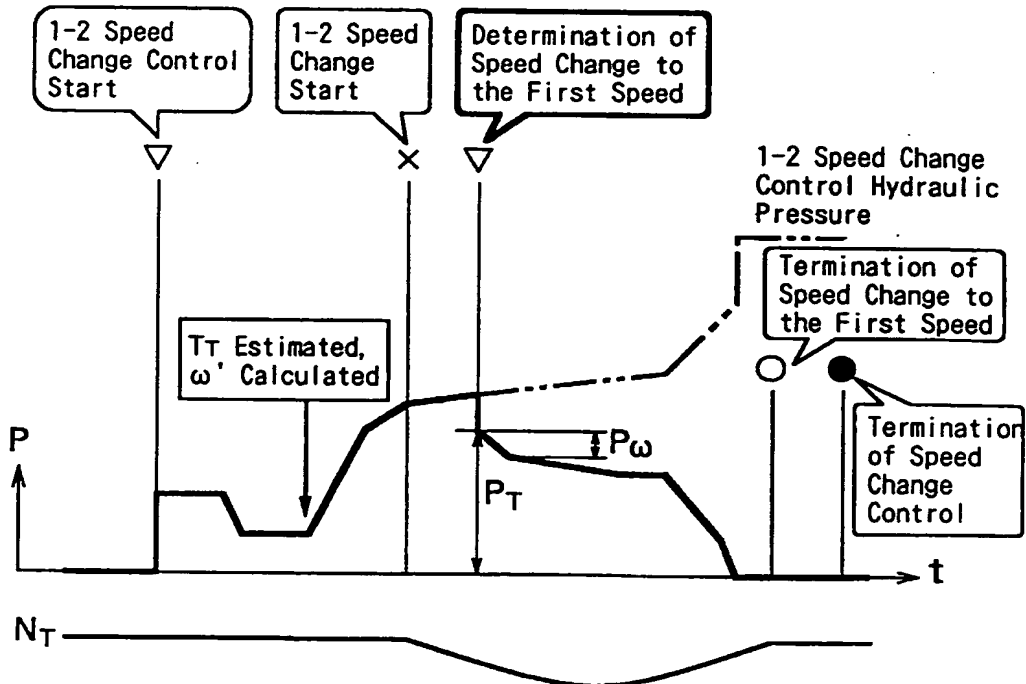 1-2 Speed
Change Control
Start
1-2 Speed
Change
Start
Determination of
Speed Change to
the First Speed
1-2 Speed Change
Control Hydraulic
Pressure
Termination of
Speed Change to
the First Speed
TT Estimated,
ω' Calculated
P
Pω
PT
Termination
of Speed
Change
Control
t
NT